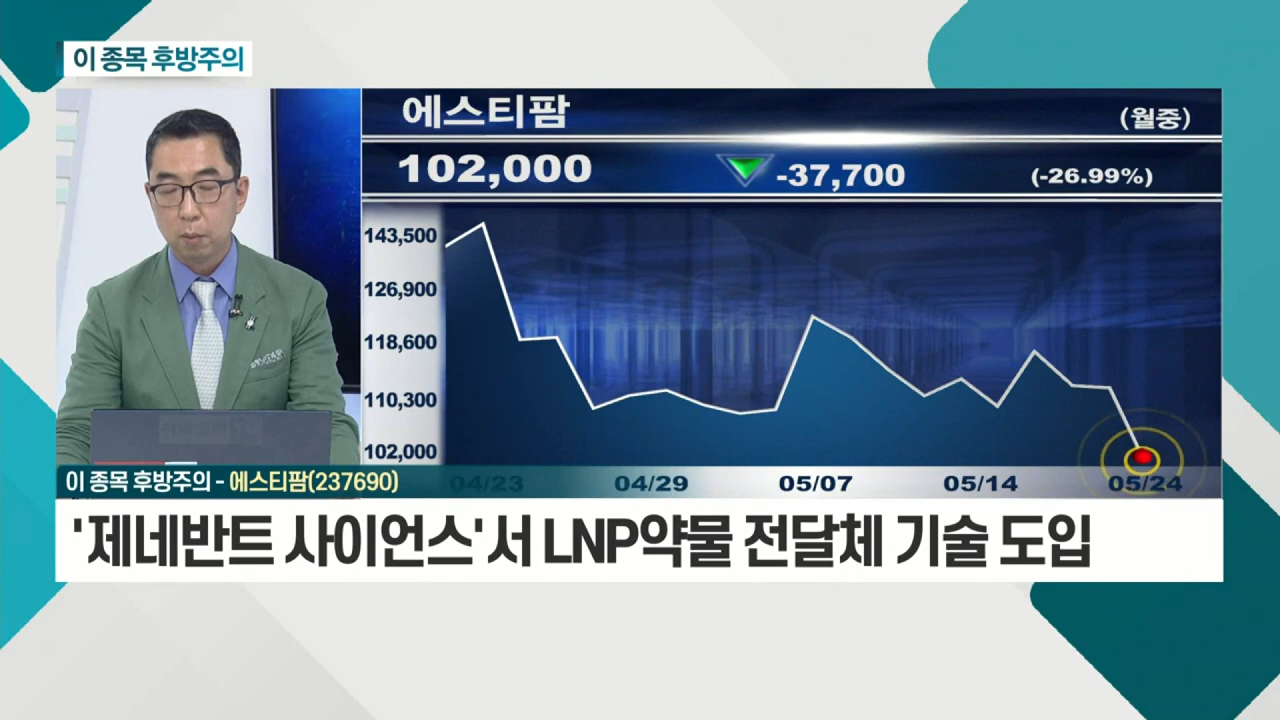 이 종목 후방주의
에스티팜
(월중)
102,000
-37,700
(-26.99%)
143,500
126,900
118,600
110,300
102,000
04/23 04/29 05/07 05/14 05/24
이 종목 후방주의 - 에스티팜(237690)
'제네반트 사이언스'서 LNP약물 전달체 기술 도입